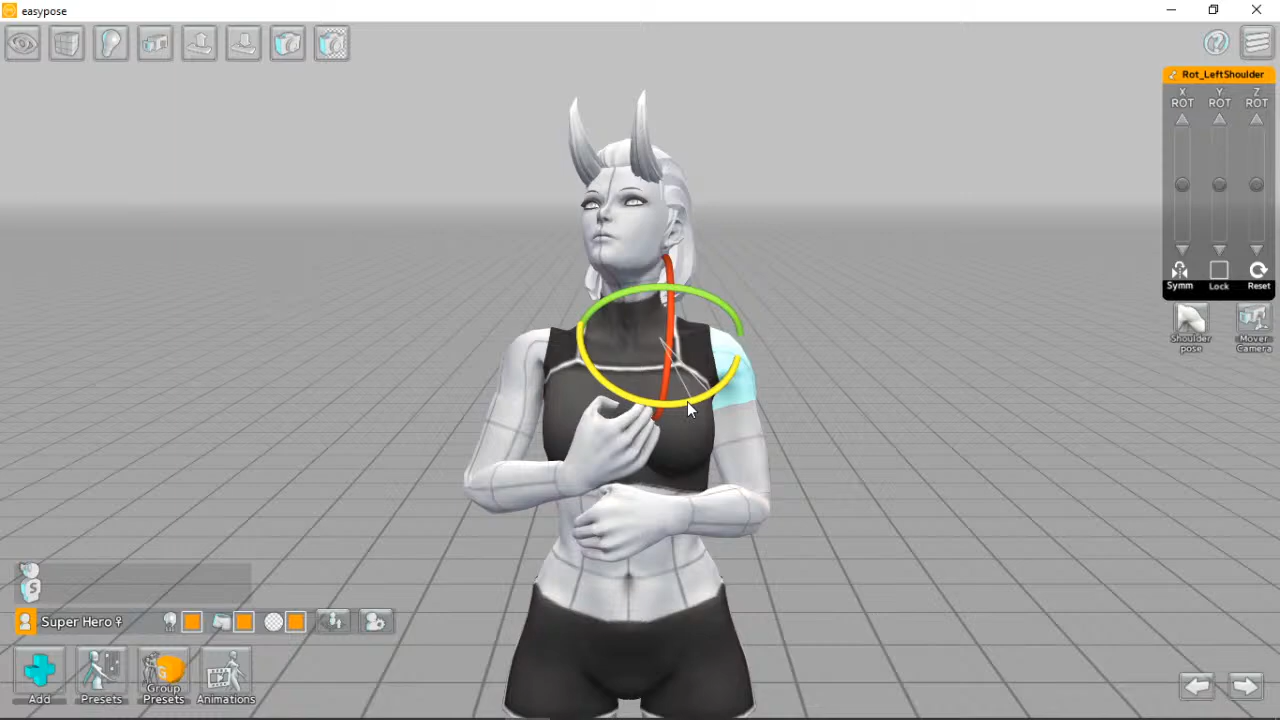 easypose
Rot_LeftShoulder
X Y Z
ROT ROT ROT
Symm Lock Reset
Shoulder pose
Mover Camera
S
Super Hero ♀
Add
Presets
G
Group Presets
Animations